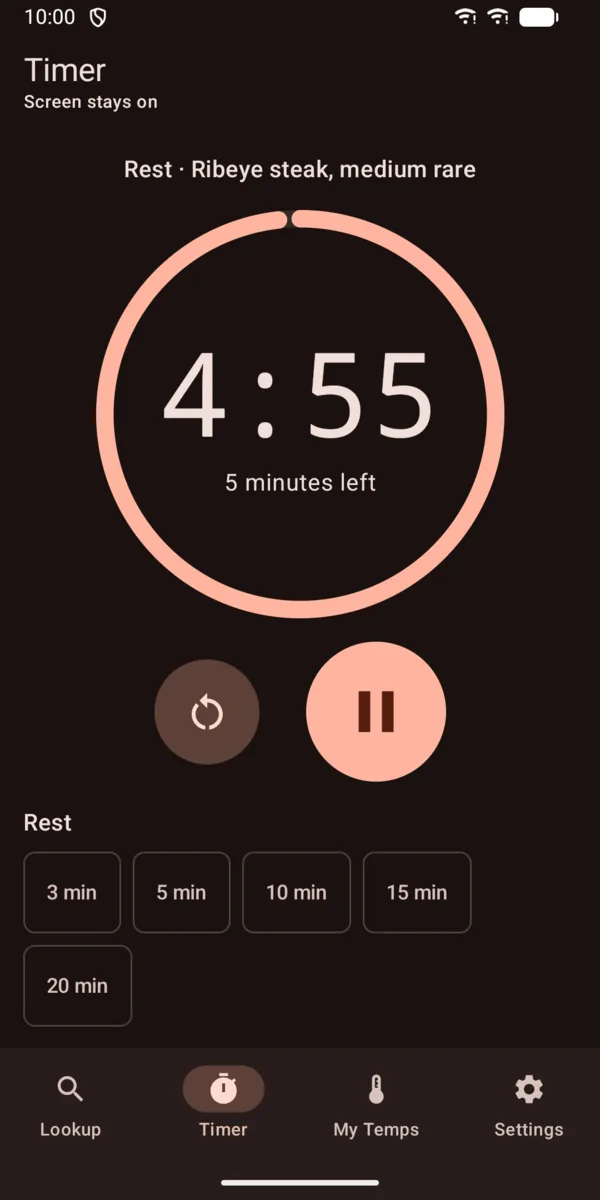 10:00
Timer
Screen stays on
Rest · Ribeye steak, medium rare
4:55
5 minutes left
Rest
3 min 5 min 10 min 15 min
20 min
Lookup Timer My Temps Settings